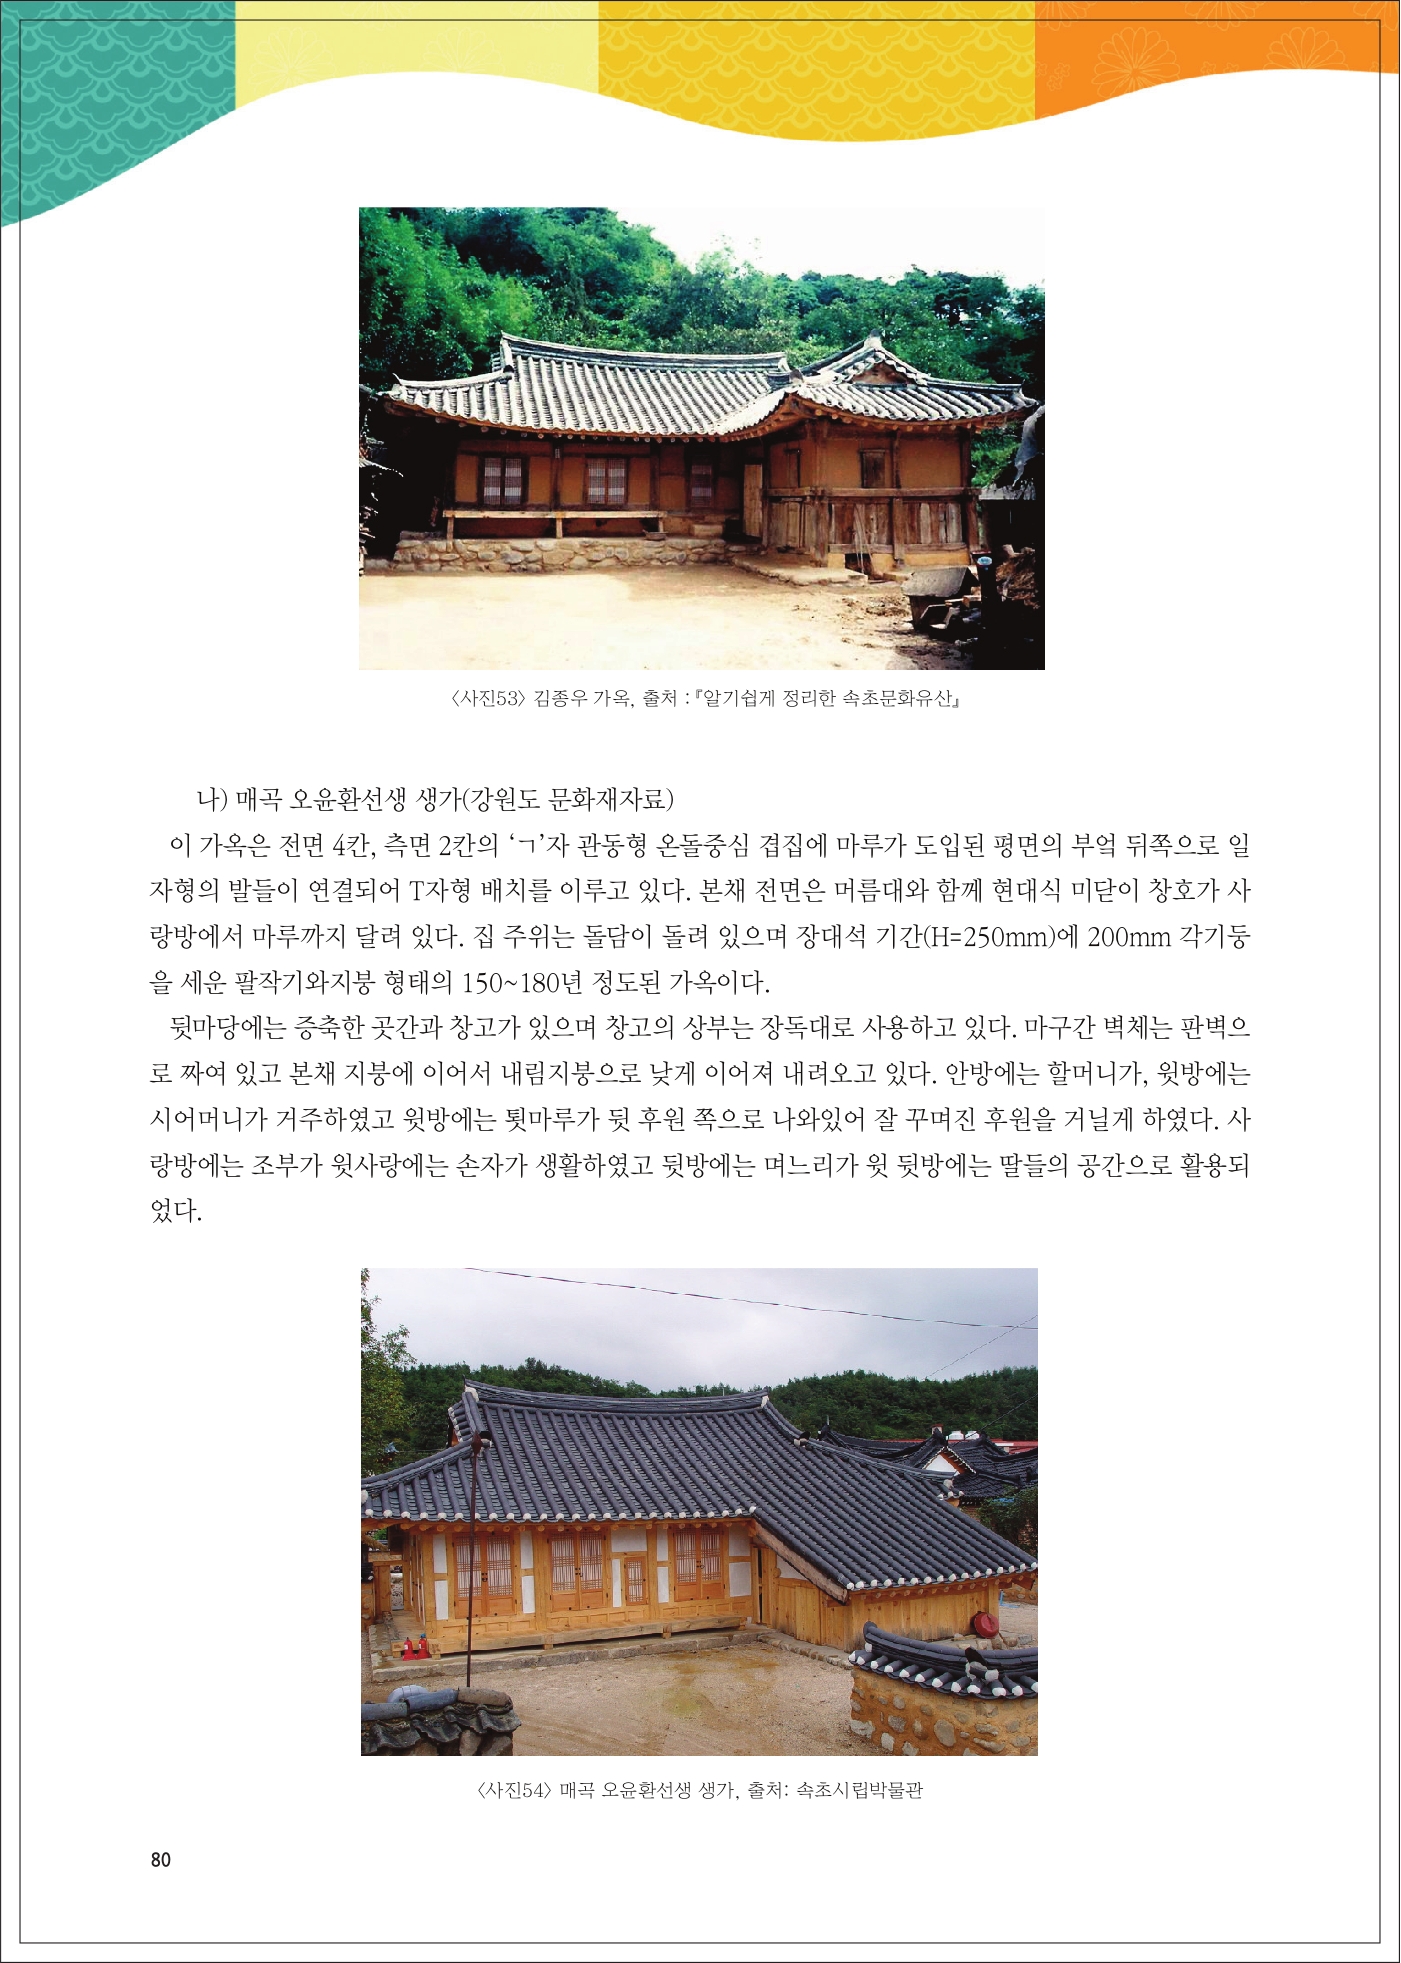 〈사진53〉 김종우 가옥, 출처 : 『알기쉽게 정리한 속초문화유산』
나) 매곡 오윤환선생 생가(강원도 문화재자료)
이 가옥은 전면 4칸, 측면 2칸의 ‘ㄱ’자 관동형 온돌중심 겹집에 마루가 도입된 평면의 부엌 뒤쪽으로 일
자형의 발들이 연결되어 T자형 배치를 이루고 있다. 본채 전면은 머름대와 함께 현대식 미닫이 창호가 사
랑방에서 마루까지 달려 있다. 집 주위는 돌담이 돌려 있으며 장대석 기간(H=250mm)에 200mm 각기둥
을 세운 팔작기와지붕 형태의 150~180년 정도된 가옥이다.
뒷마당에는 증축한 곳간과 창고가 있으며 창고의 상부는 장독대로 사용하고 있다. 마구간 벽체는 판벽으
로 짜여 있고 본채 지붕에 이어서 내림지붕으로 낮게 이어져 내려오고 있다. 안방에는 할머니가, 윗방에는
시어머니가 거주하였고 윗방에는 툇마루가 뒷 후원 쪽으로 나와있어 잘 꾸며진 후원을 거닐게 하였다. 사
랑방에는 조부가 윗사랑에는 손자가 생활하였고 뒷방에는 며느리가 윗 뒷방에는 딸들의 공간으로 활용되
었다.
〈사진54〉 매곡 오윤환선생 생가, 출처: 속초시립박물관
80